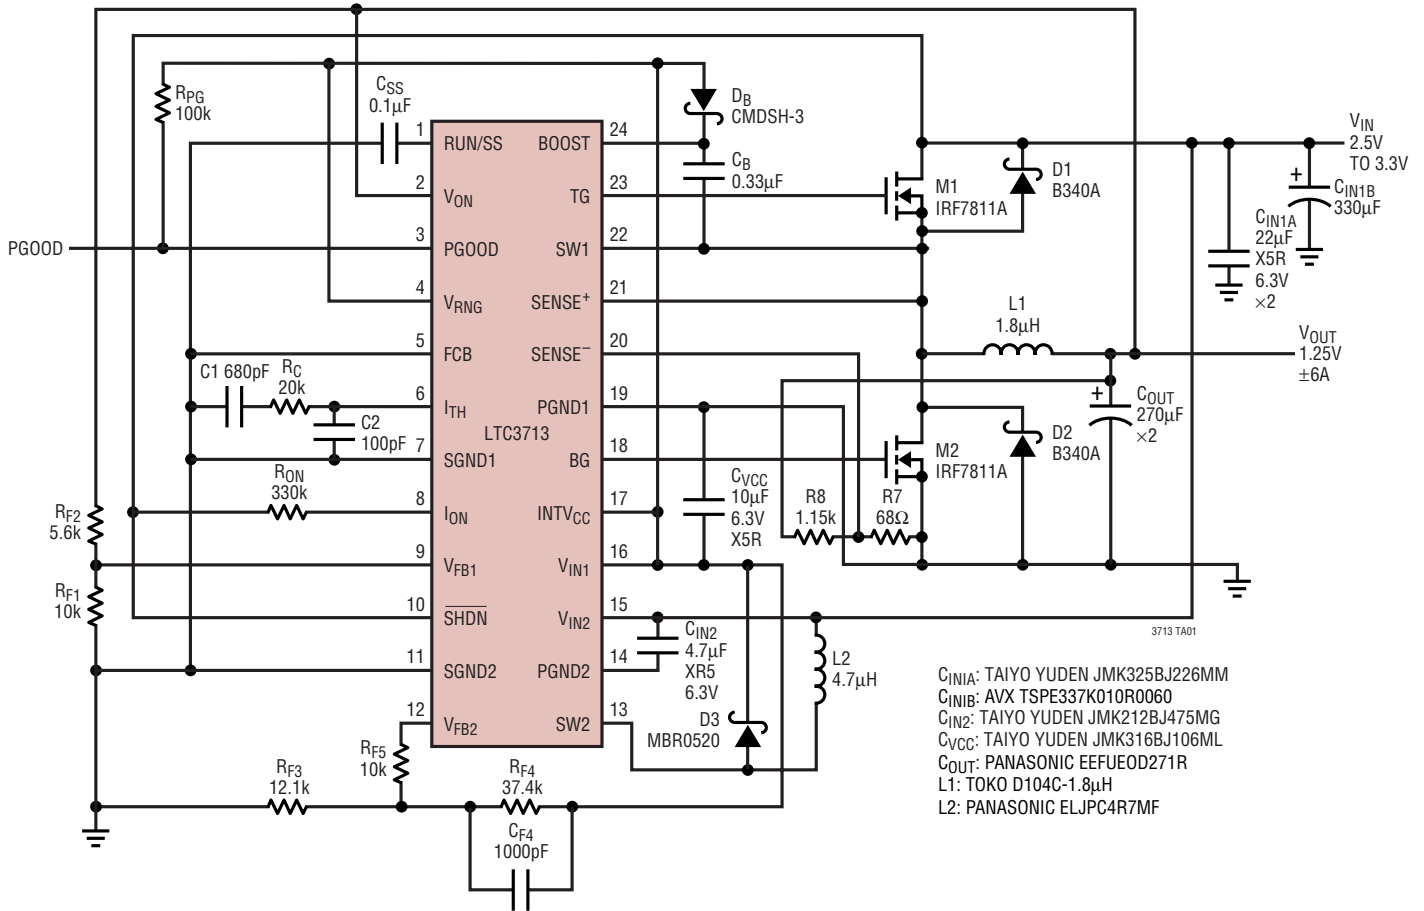 R_PG
100k
C_SS
0.1µF
D_B
CMDSH-3
C_B
0.33µF
V_IN
2.5V
TO 3.3V
1
RUN/SS
BOOST
24
2
V_ON
TG
23
3
PGOOD
PGOOD
SW1
22
4
V_RNG
SENSE+
21
5
FCB
SENSE–
20
6
I_TH
PGND1
19
LTC3713
7
SGND1
BG
18
8
I_ON
INTV_CC
17
9
V_FB1
V_IN1
16
10
SHDN
V_IN2
15
11
SGND2
PGND2
14
12
V_FB2
SW2
13
M1
IRF7811A
D1
B340A
+
C_IN1B
330µF
C_IN1A
22µF
X5R
6.3V
×2
L1
1.8µH
V_OUT
1.25V
±6A
+
C_OUT
270µF
×2
C1 680pF
R_C
20k
C2
100pF
R_ON
330k
M2
IRF7811A
D2
B340A
C_VCC
10µF
6.3V
X5R
R8
1.15k
R7
68Ω
R_F2
5.6k
R_F1
10k
C_IN2
4.7µF
XR5
6.3V
L2
4.7µH
D3
MBR0520
R_F5
10k
R_F3
12.1k
R_F4
37.4k
C_F4
1000pF
3713 TA01
C_INIA: TAIYO YUDEN JMK325BJ226MM
C_INIB: AVX TSPE337K010R0060
C_IN2: TAIYO YUDEN JMK212BJ475MG
C_VCC: TAIYO YUDEN JMK316BJ106ML
C_OUT: PANASONIC EEFUEOD271R
L1: TOKO D104C-1.8µH
L2: PANASONIC ELJPC4R7MF